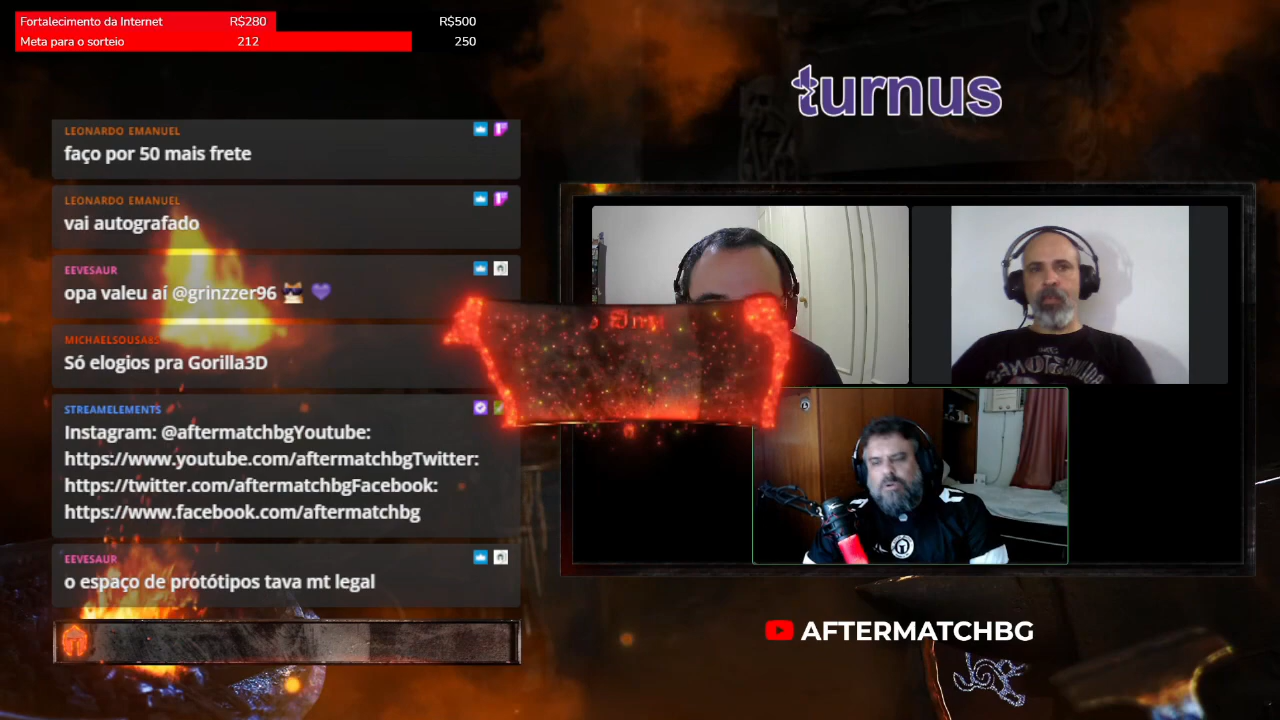 Fortalecimento da Internet R$280 R$500
Meta para o sorteio 212 250
turnus
LEONARDO EMANUEL
faço por 50 mais frete
LEONARDO EMANUEL
vai autografado
EEVESAUR
opa valeu aí @grinzzer96
Só elogios pra Gorilla3D
STREAMELEMENTS
Instagram: @aftermatchbgYoutube:
https://www.youtube.com/aftermatchbgTwitter:
https://twitter.com/aftermatchbgFacebook:
https://www.facebook.com/aftermatchbg
EEVESAUR
o espaço de protótipos tava mt legal
AFTERMATCHBG